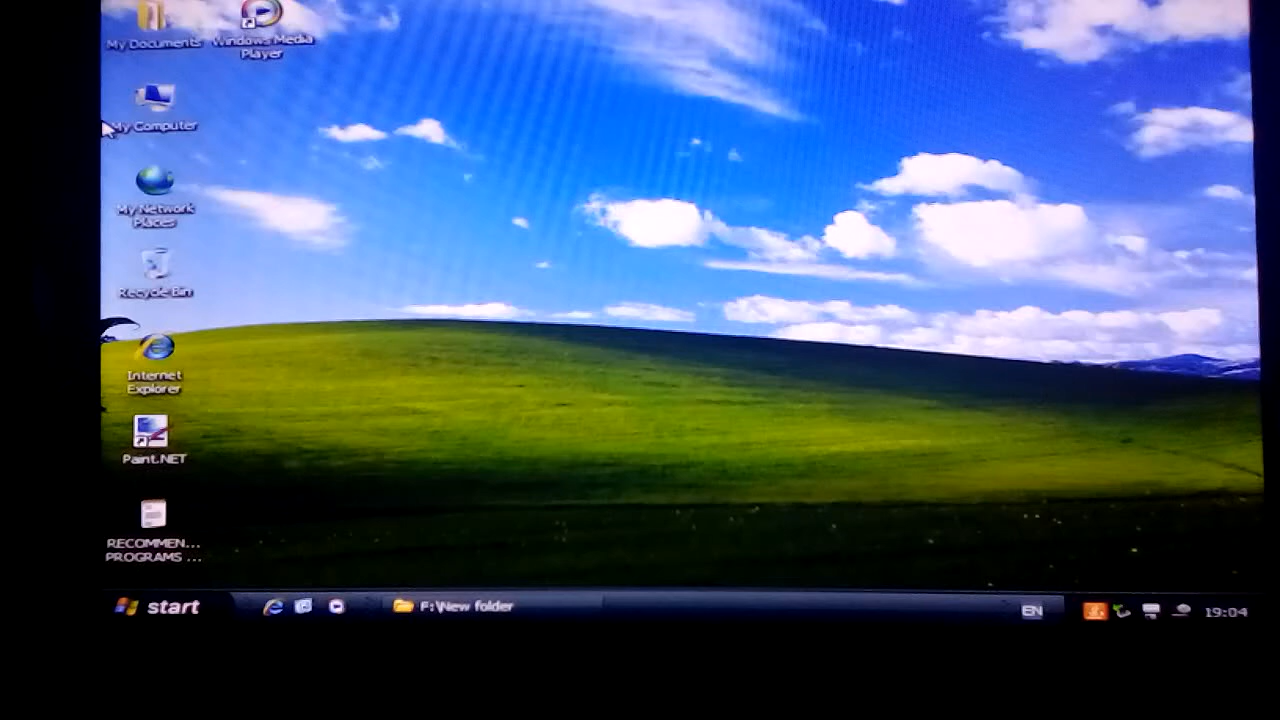 My Documents
Windows Media
Player
My Computer
My Network
Places
Recycle Bin
Internet
Explorer
Paint.NET
RECOMMEN...
PROGRAMS ...
start
F:\New folder
EN
19:04